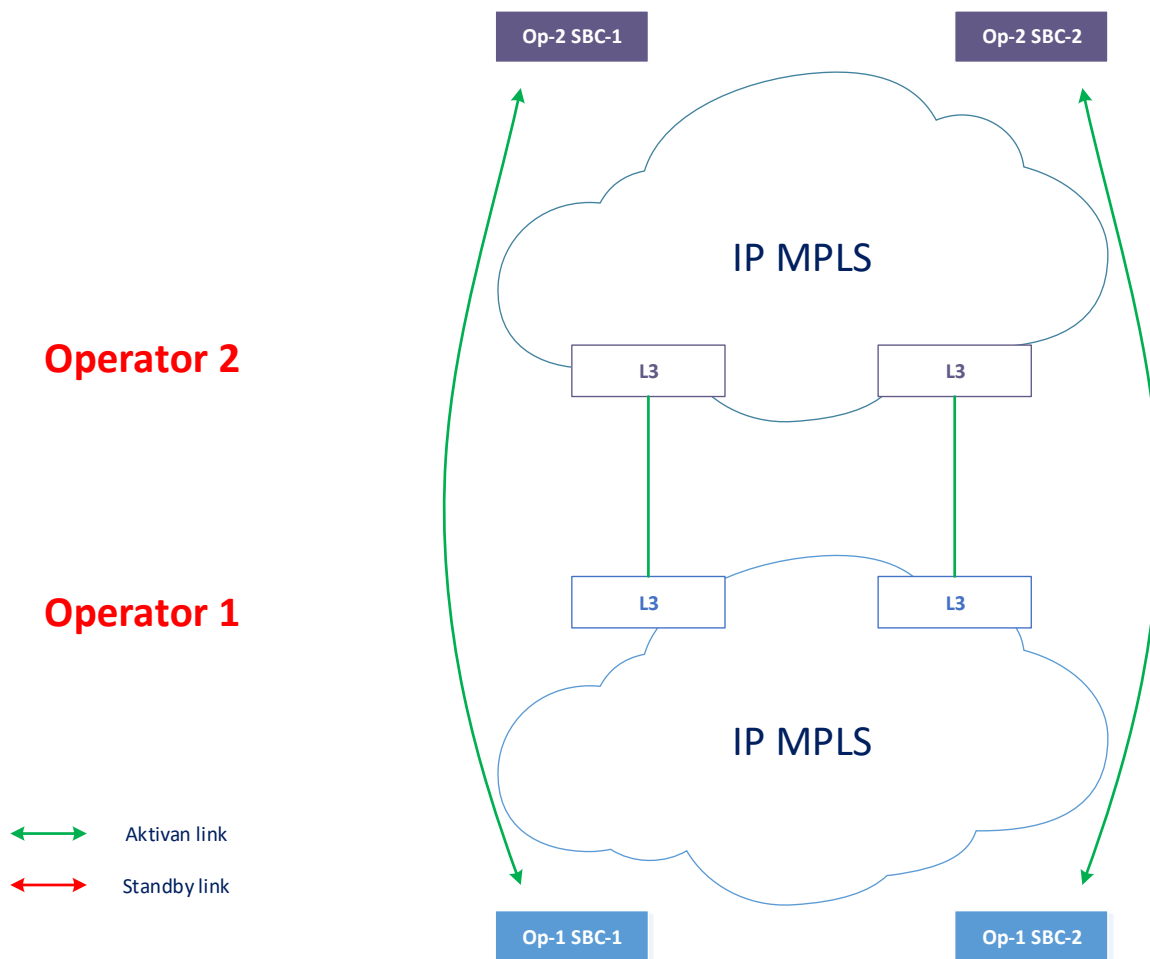 Op-2 SBC-1
Op-2 SBC-2
IP MPLS
Operator 2
L3
L3
Operator 1
L3
L3
IP MPLS
Aktivan link
Standby link
Op-1 SBC-1
Op-1 SBC-2